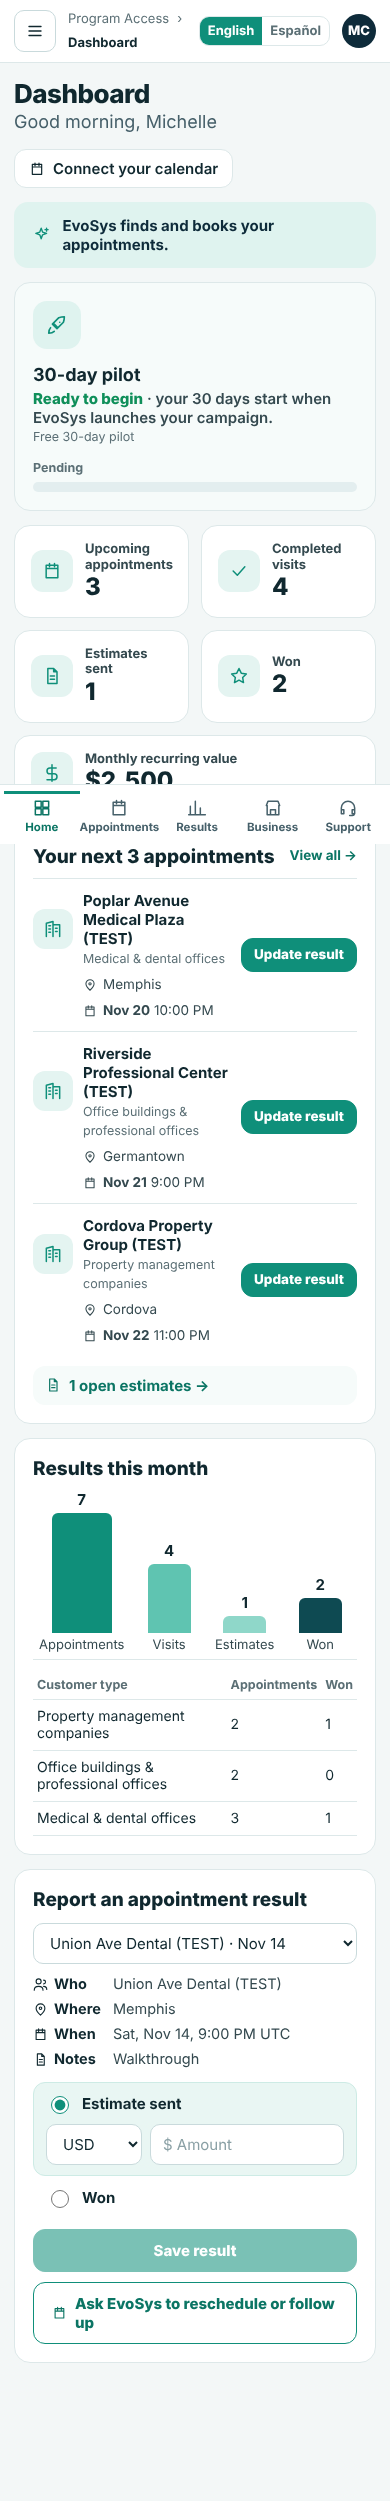 Program Access ›
Dashboard
English
Español
MC
Dashboard
Good morning, Michelle
Connect your calendar
EvoSys finds and books your
appointments.
30-day pilot
Ready to begin · your 30 days start when
EvoSys launches your campaign.
Free 30-day pilot
Pending
Upcoming
appointments
3
Completed
visits
4
Estimates
sent
1
Won
2
Monthly recurring value
$2,500
Home
Appointments
Results
Business
Support
Your next 3 appointments
View all →
Poplar Avenue
Medical Plaza
(TEST)
Medical & dental offices
Memphis
Nov 20 10:00 PM
Update result
Riverside
Professional Center
(TEST)
Office buildings &
professional offices
Germantown
Nov 21 9:00 PM
Update result
Cordova Property
Group (TEST)
Property management
companies
Cordova
Nov 22 11:00 PM
Update result
1 open estimates →
Results this month
7
4
1
2
Appointments
Visits
Estimates
Won
Customer type Appointments Won
Property management
companies
2 1
Office buildings &
professional offices
2 0
Medical & dental offices 3 1
Report an appointment result
Union Ave Dental (TEST) · Nov 14
Who Union Ave Dental (TEST)
Where Memphis
When Sat, Nov 14, 9:00 PM UTC
Notes Walkthrough
Estimate sent
USD
$ Amount
Won
Save result
Ask EvoSys to reschedule or follow
up